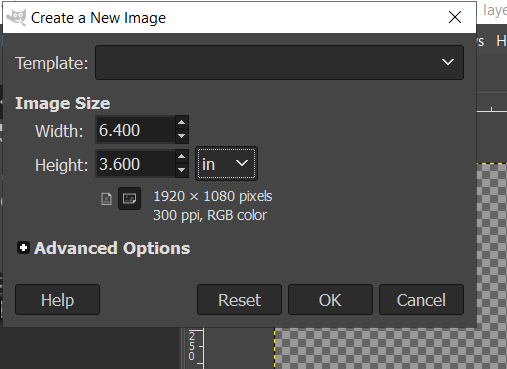 Create a New Image
laye
Template:
s H
Image Size
Width: 6.400
Height: 3.600 in
1920 × 1080 pixels
300 ppi, RGB color
Advanced Options
Help Reset OK Cancel
250